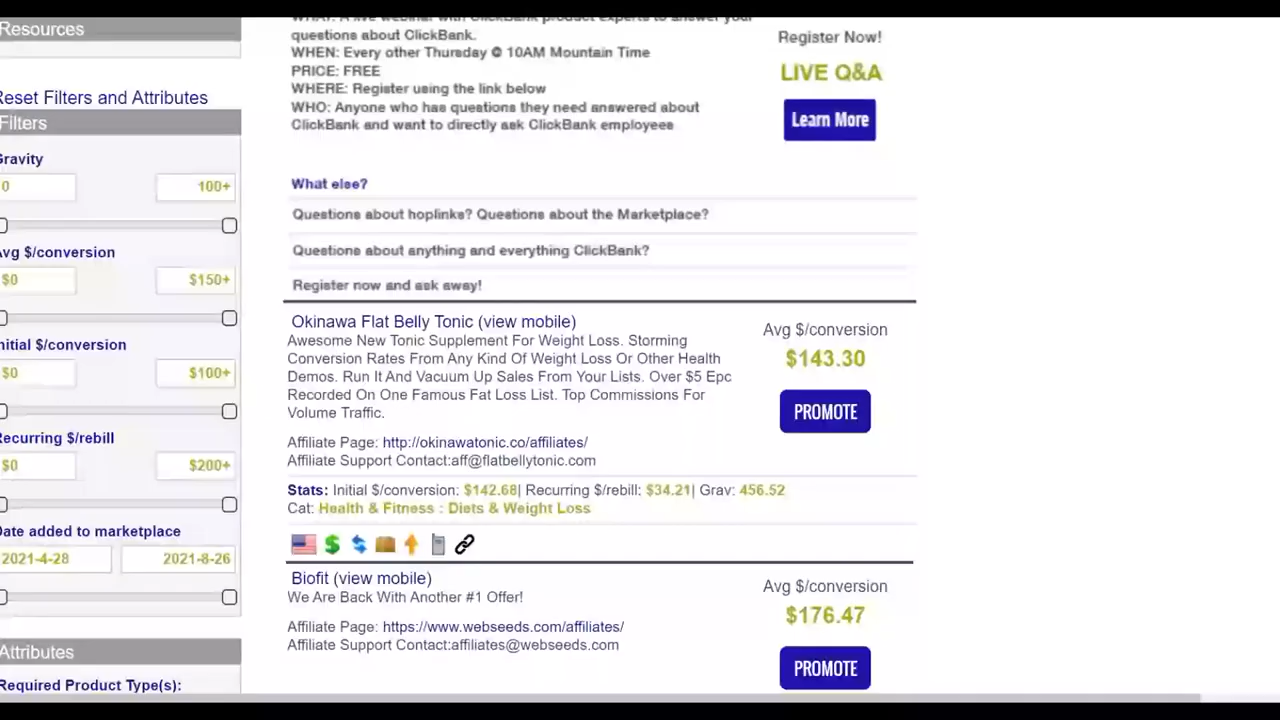 Resources
Reset Filters and Attributes
Filters
Gravity
0 100+
Avg $/conversion
$0 $150+
Initial $/conversion
$0 $100+
Recurring $/rebill
$0 $200+
Date added to marketplace
2021-4-28 2021-8-26
Attributes
Required Product Type(s):
WHAT: A live webinar with ClickBank product experts to answer your
questions about ClickBank.
WHEN: Every other Thursday @ 10AM Mountain Time
PRICE: FREE
WHERE: Register using the link below
WHO: Anyone who has questions they need answered about
ClickBank and want to directly ask ClickBank employees
Register Now!
LIVE Q&A
Learn More
What else?
Questions about hoplinks? Questions about the Marketplace?
Questions about anything and everything ClickBank?
Register now and ask away!
Okinawa Flat Belly Tonic (view mobile)
Awesome New Tonic Supplement For Weight Loss. Storming
Conversion Rates From Any Kind Of Weight Loss Or Other Health
Demos. Run It And Vacuum Up Sales From Your Lists. Over $5 Epc
Recorded On One Famous Fat Loss List. Top Commissions For
Volume Traffic.
Affiliate Page: http://okinawatonic.co/affiliates/
Affiliate Support Contact:aff@flatbellytonic.com
Avg $/conversion
$143.30
PROMOTE
Stats: Initial $/conversion: $142.68| Recurring $/rebill: $34.21| Grav: 456.52
Cat: Health & Fitness : Diets & Weight Loss
Biofit (view mobile)
We Are Back With Another #1 Offer!
Affiliate Page: https://www.webseeds.com/affiliates/
Affiliate Support Contact:affiliates@webseeds.com
Avg $/conversion
$176.47
PROMOTE